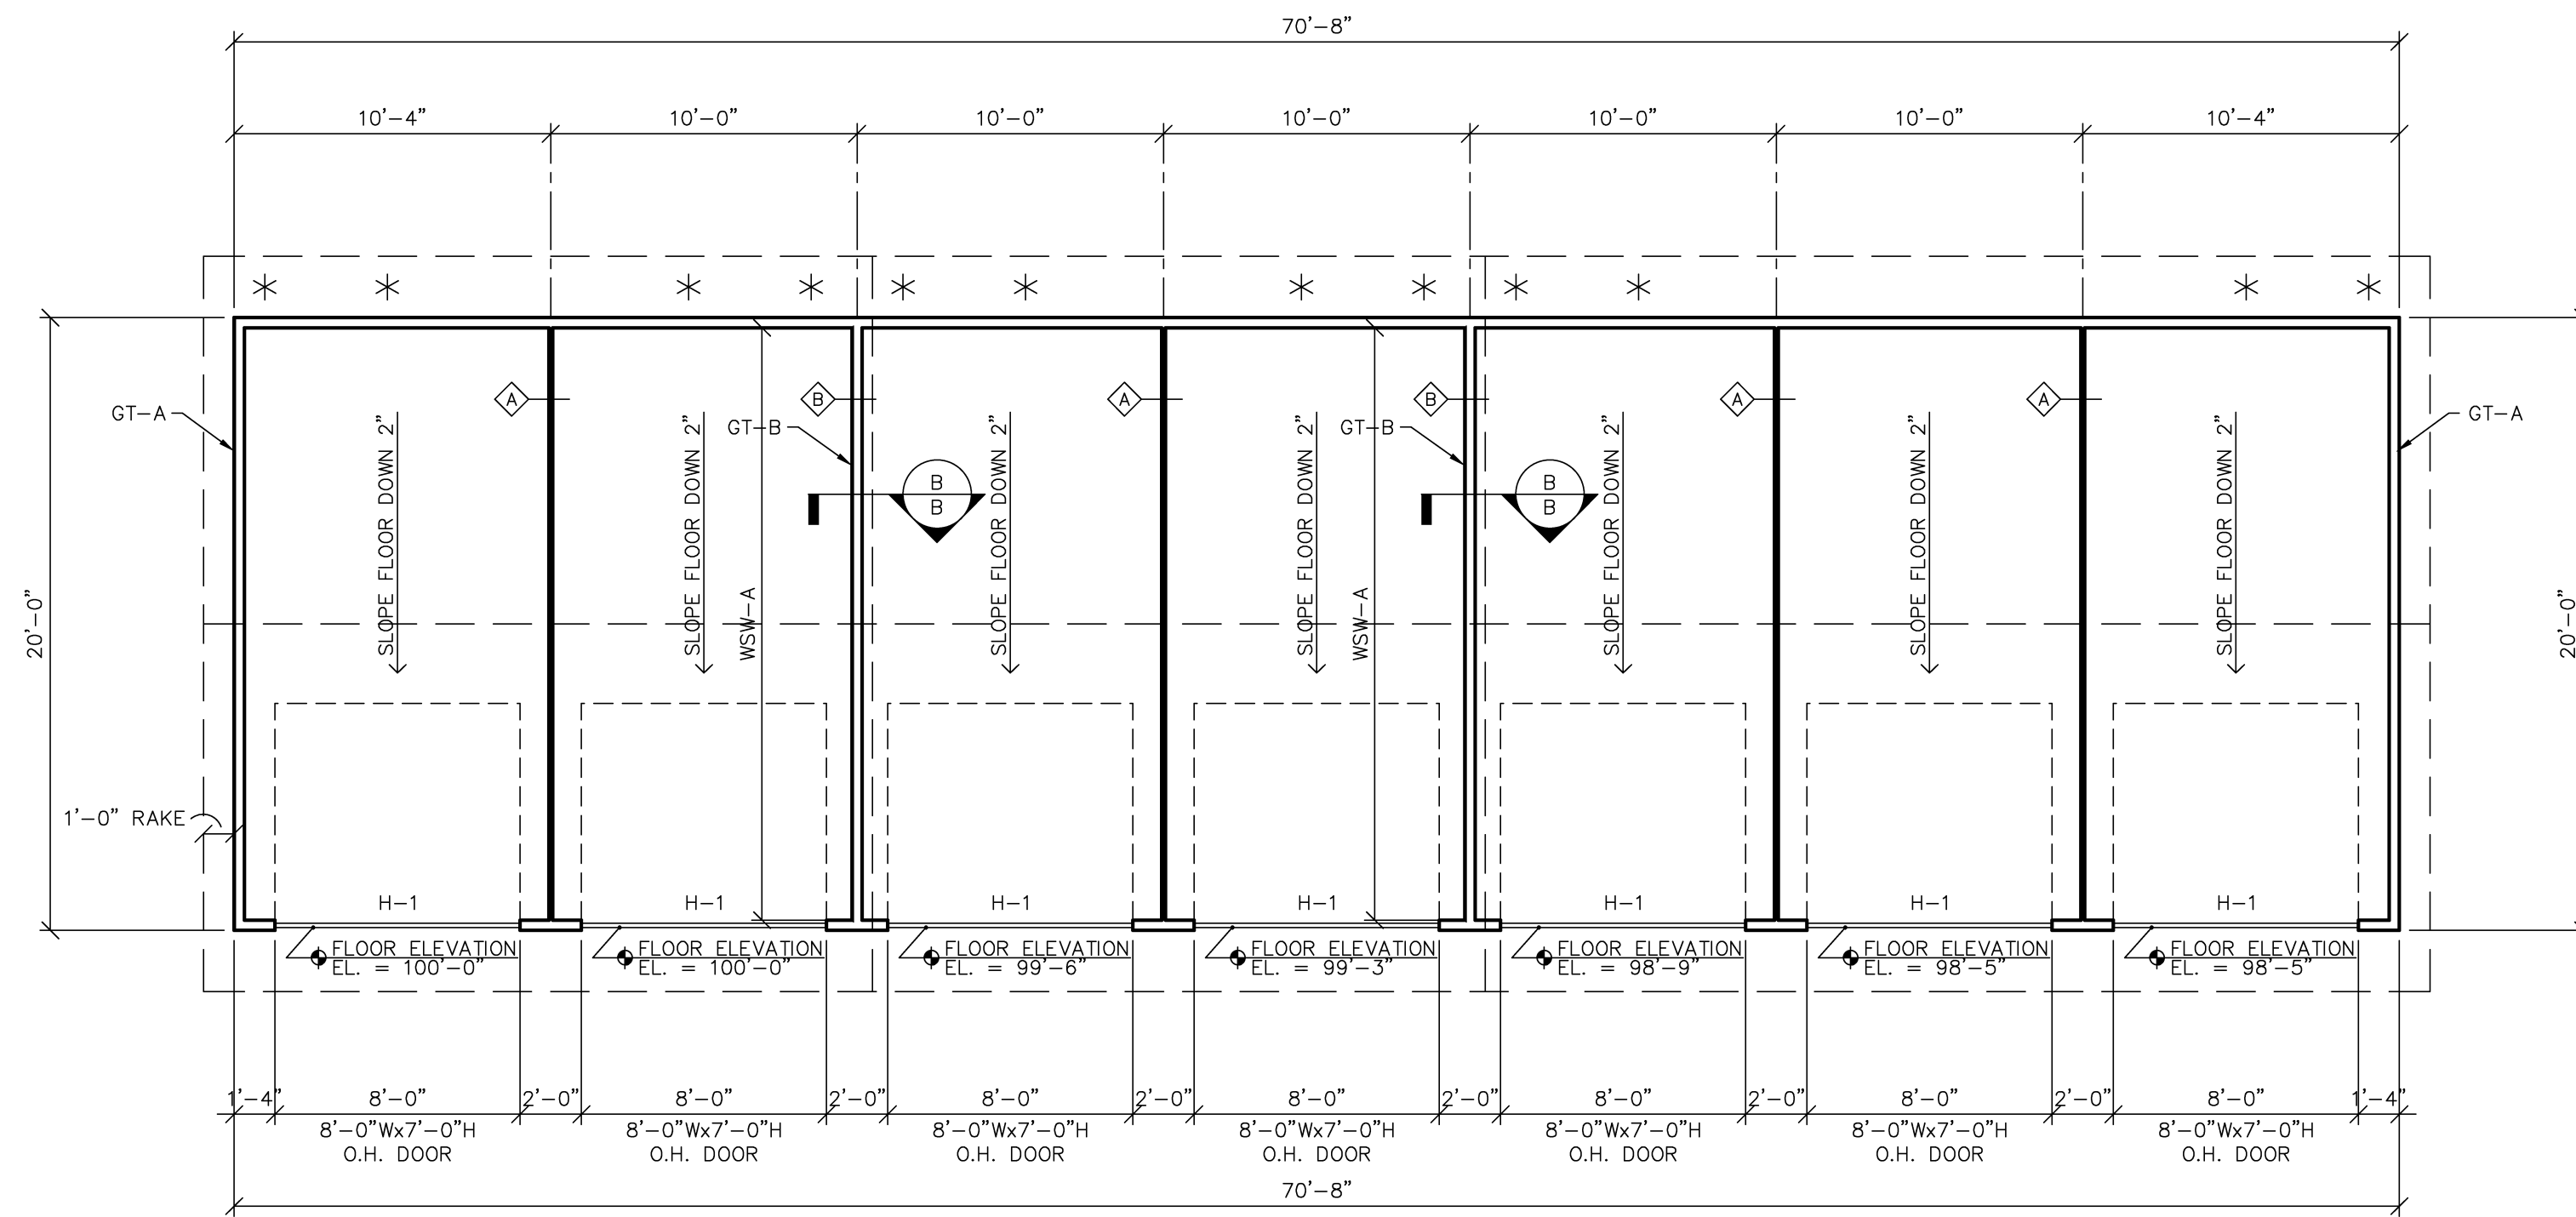 70'-8"
10'-4" 10'-0" 10'-0" 10'-0" 10'-0" 10'-0" 10'-4"
A B A B A A
GT-A GT-B GT-B GT-A
SLOPE FLOOR DOWN 2"
SLOPE FLOOR DOWN 2"
SLOPE FLOOR DOWN 2"
SLOPE FLOOR DOWN 2"
SLOPE FLOOR DOWN 2"
SLOPE FLOOR DOWN 2"
SLOPE FLOOR DOWN 2"
B B
B B
WSW-A WSW-A
20'-0" 20'-0"
1'-0" RAKE
H-1 H-1 H-1 H-1 H-1 H-1 H-1
FLOOR ELEVATION FLOOR ELEVATION FLOOR ELEVATION FLOOR ELEVATION FLOOR ELEVATION FLOOR ELEVATION FLOOR ELEVATION
EL. = 100'-0" EL. = 100'-0" EL. = 99'-6" EL. = 99'-3" EL. = 98'-9" EL. = 98'-5" EL. = 98'-5"
1'-4" 8'-0" 2'-0" 8'-0" 2'-0" 8'-0" 2'-0" 8'-0" 2'-0" 8'-0" 2'-0" 8'-0" 2'-0" 8'-0" 1'-4"
8'-0"Wx7'-0"H 8'-0"Wx7'-0"H 8'-0"Wx7'-0"H 8'-0"Wx7'-0"H 8'-0"Wx7'-0"H 8'-0"Wx7'-0"H 8'-0"Wx7'-0"H
O.H. DOOR O.H. DOOR O.H. DOOR O.H. DOOR O.H. DOOR O.H. DOOR O.H. DOOR
70'-8"